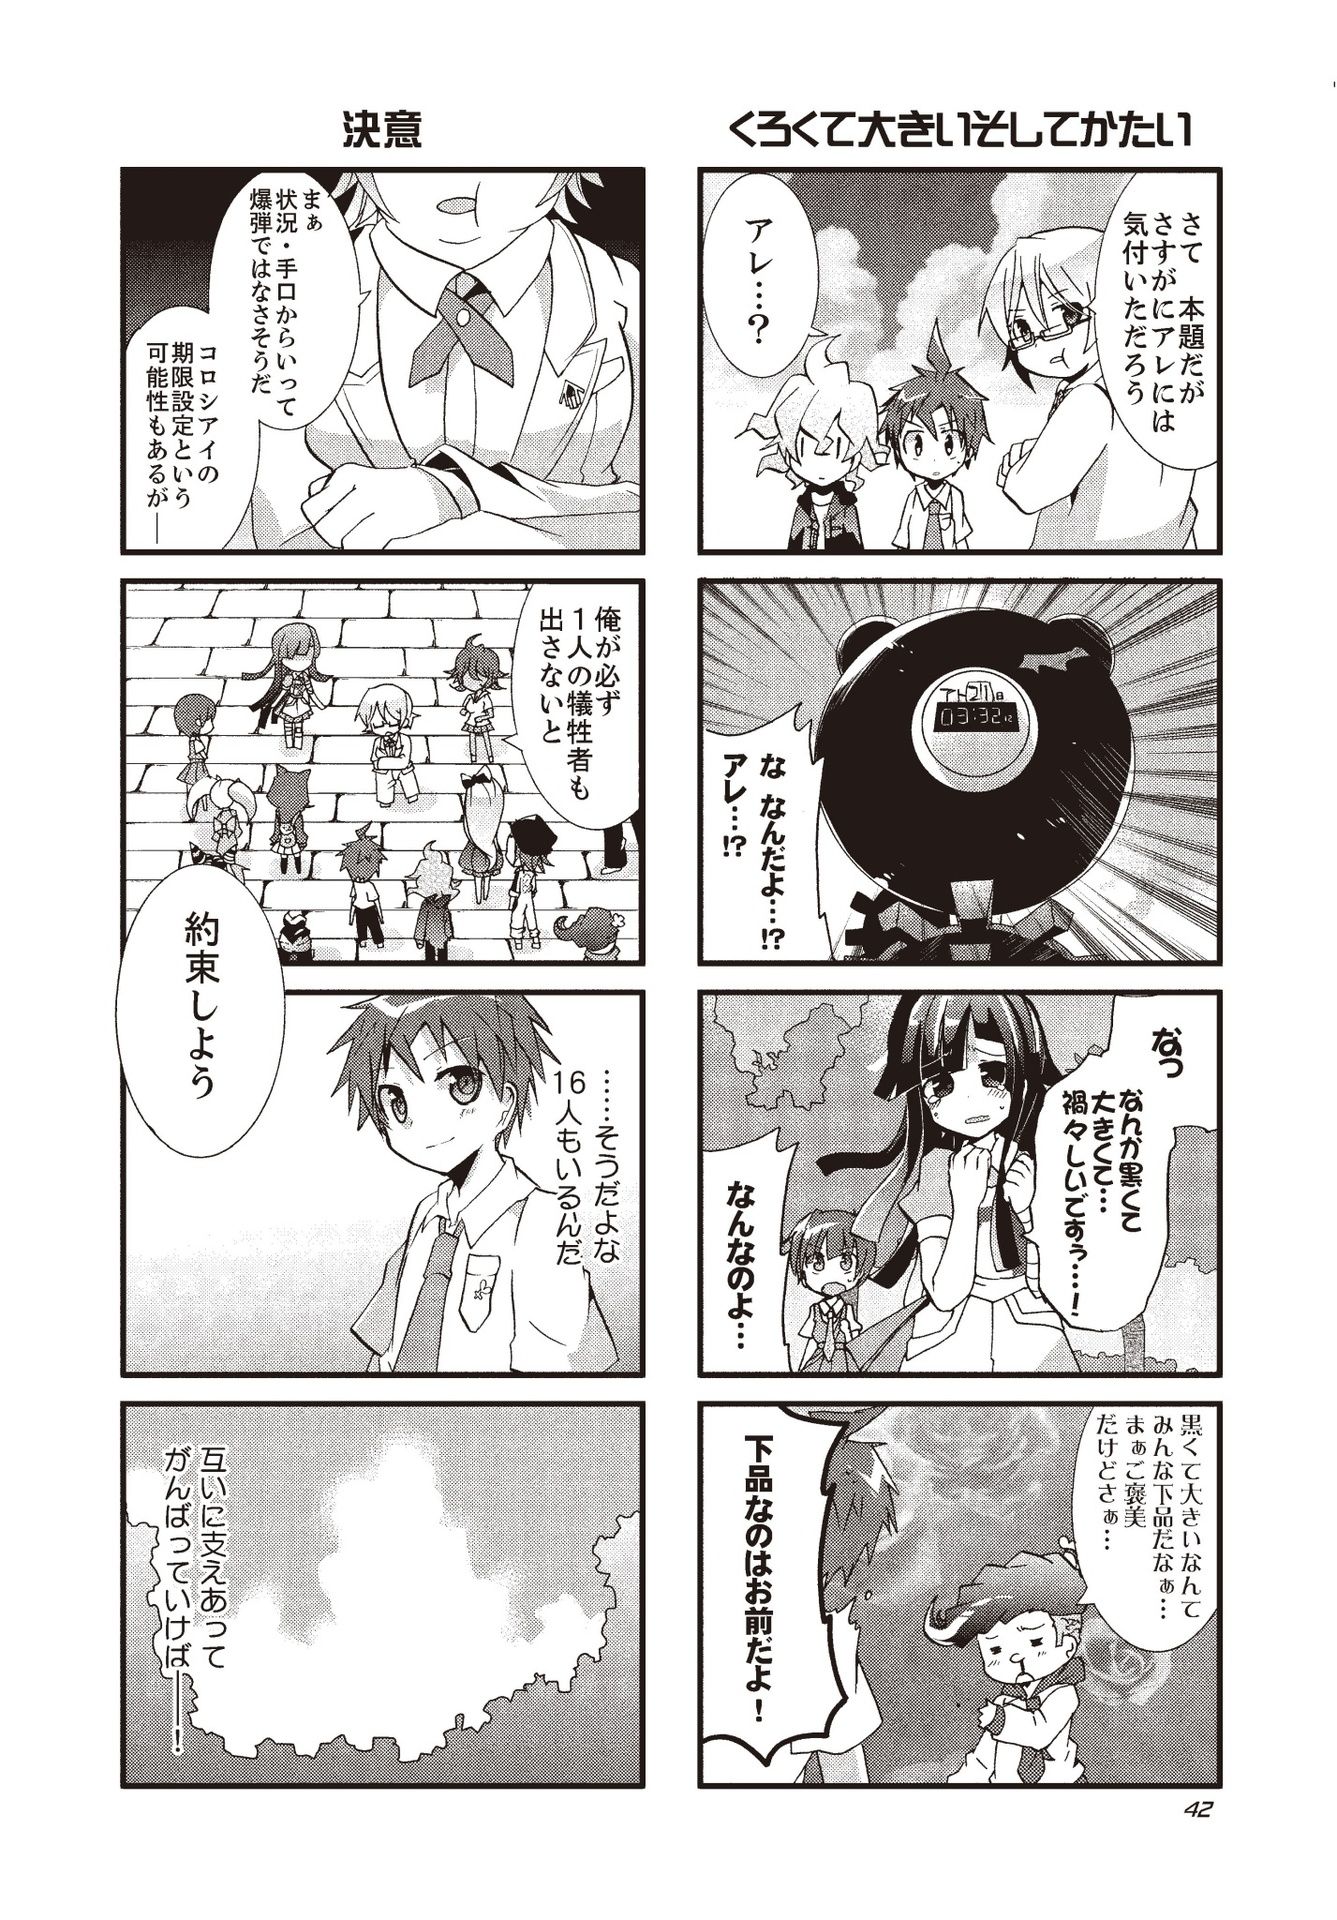 くろくて大きいそしてかたい
さて　本題だが
さすがにアレには
気付いただろう
アレ…？
アト21日
03:32
な　なんだよ…!?
アレ…!?
なっ
なんか黒くて
大きくて…
禍々しいですぅ…！
なんなのよ…
黒くて大きいなんて
みんな下品だなぁ…
まぁご褒美
だけどさぁ…
下品なのはお前だよ！
決意
まぁ
状況・手口からいって
爆弾ではなさそうだ
コロシアイの
期限設定という
可能性もあるが
――
俺が必ず
１人の犠牲者も
出さないと
約束しよう
……そうだよな
16人もいるんだ
互いに支えあって
がんばっていけば――！
42